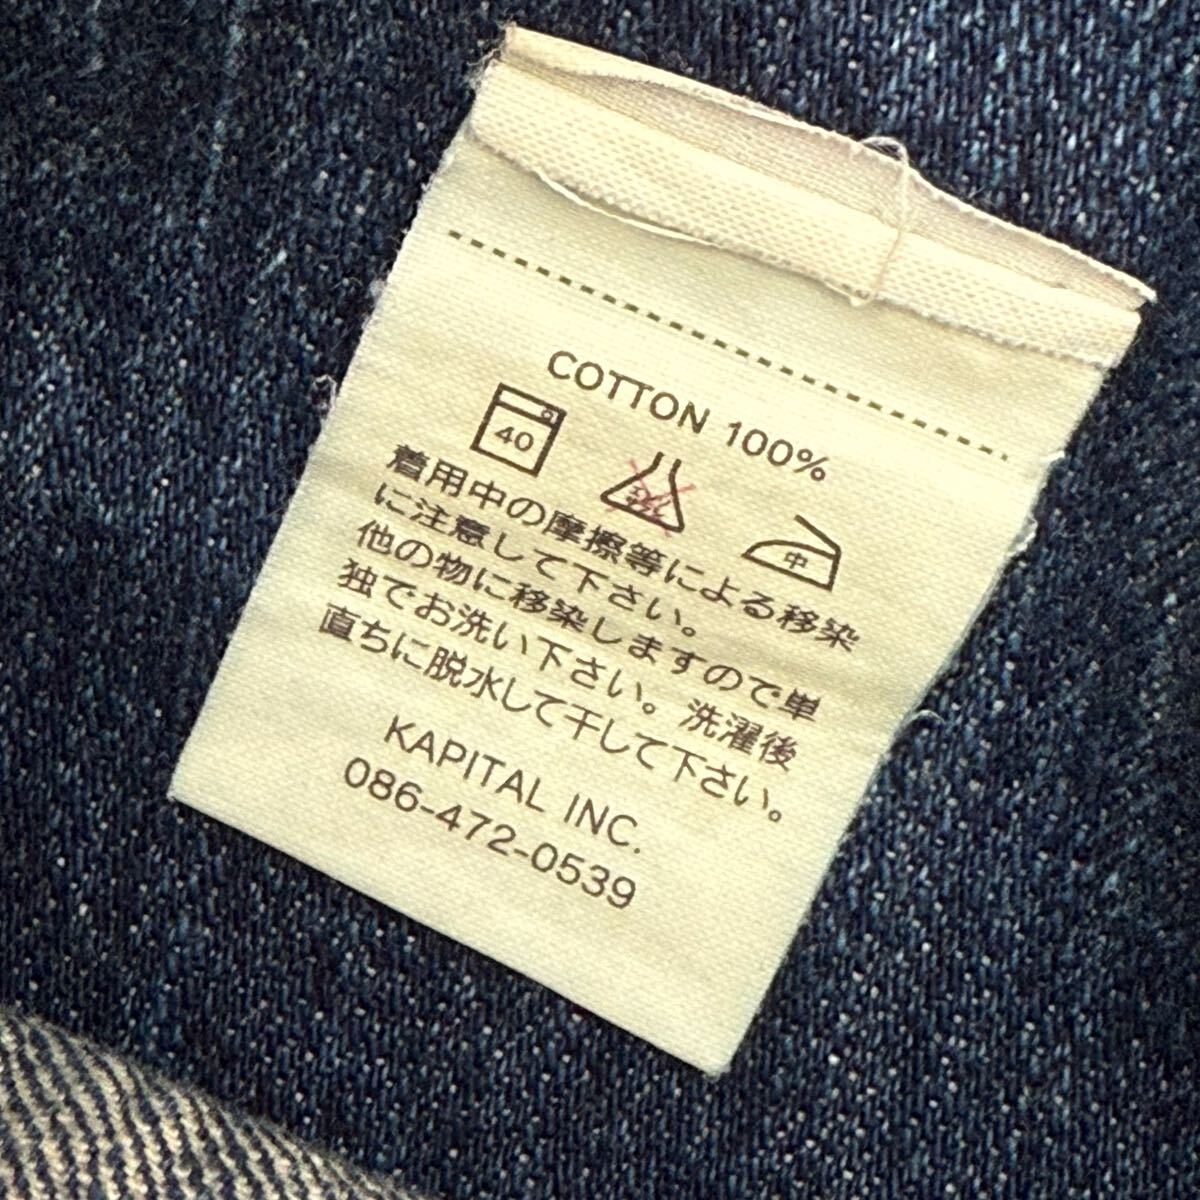 COTTON 100%
40
中
着用中の摩擦等による移染
に注意して下さい。
他の物に移染しますので単
独でお洗い下さい。洗濯後
直ちに脱水して干して下さい。
KAPITAL INC.
086-472-0539